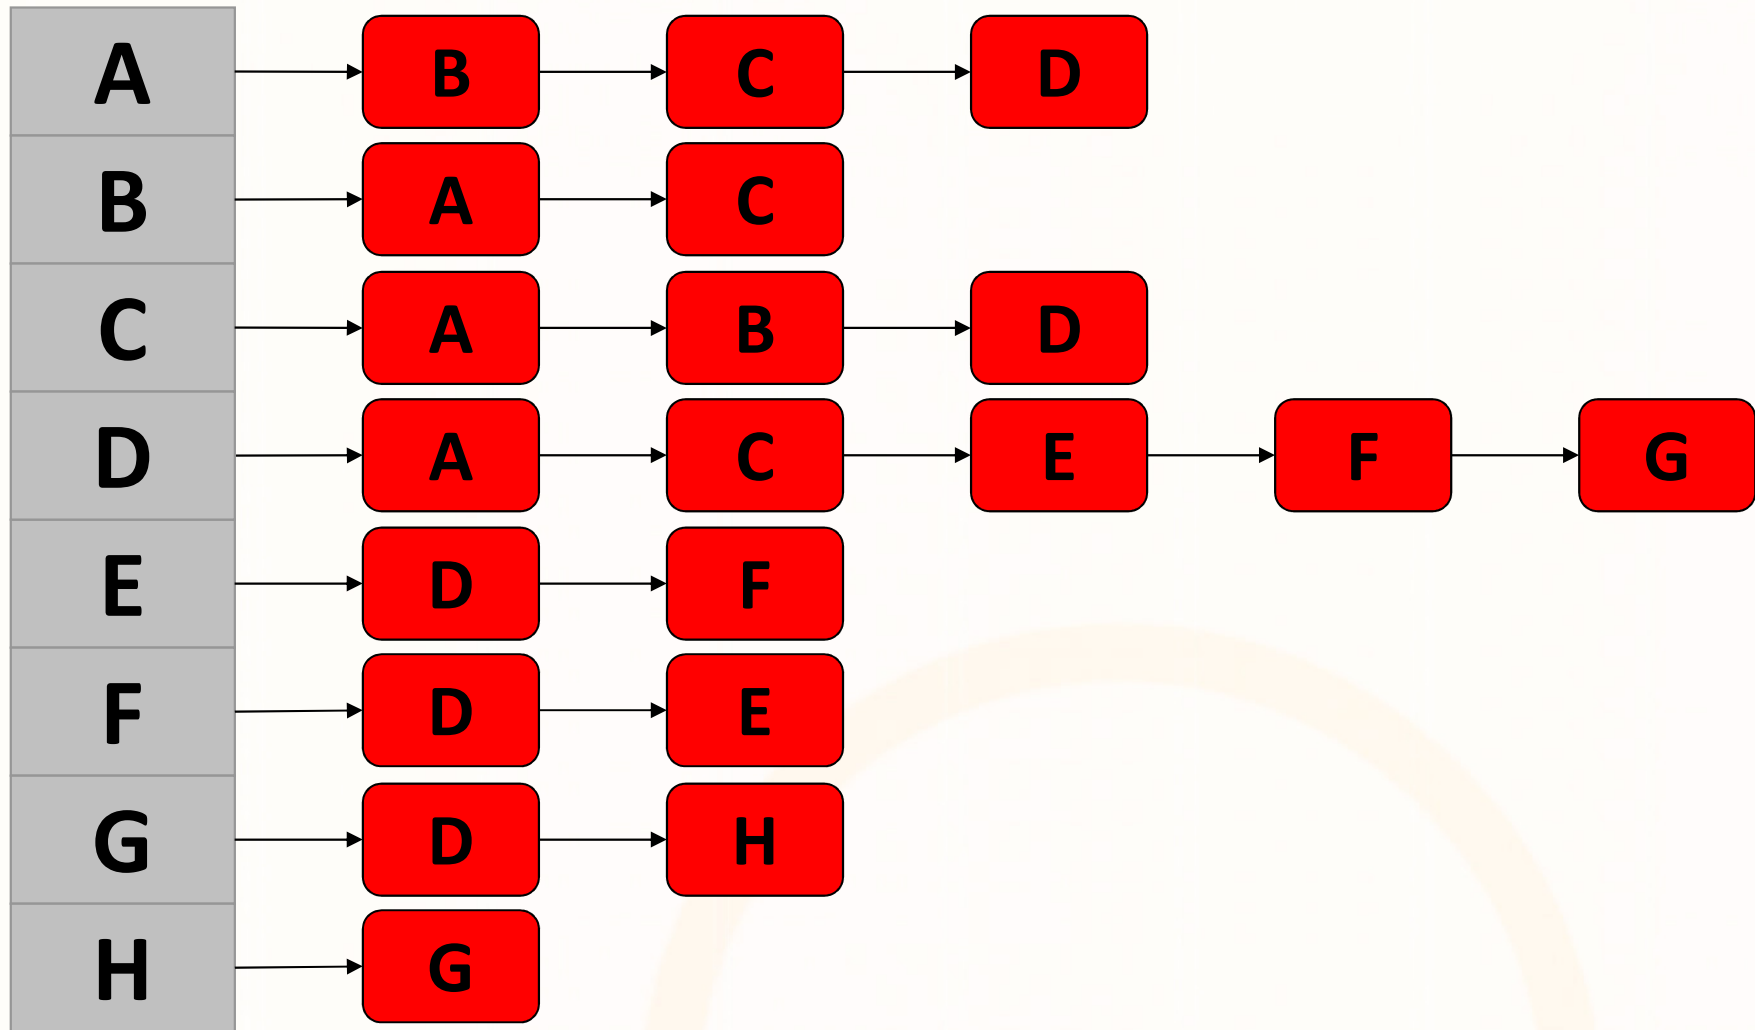 A B C D
B A C
C A B D
D A C E F G
E D F
F D E
G D H
H G